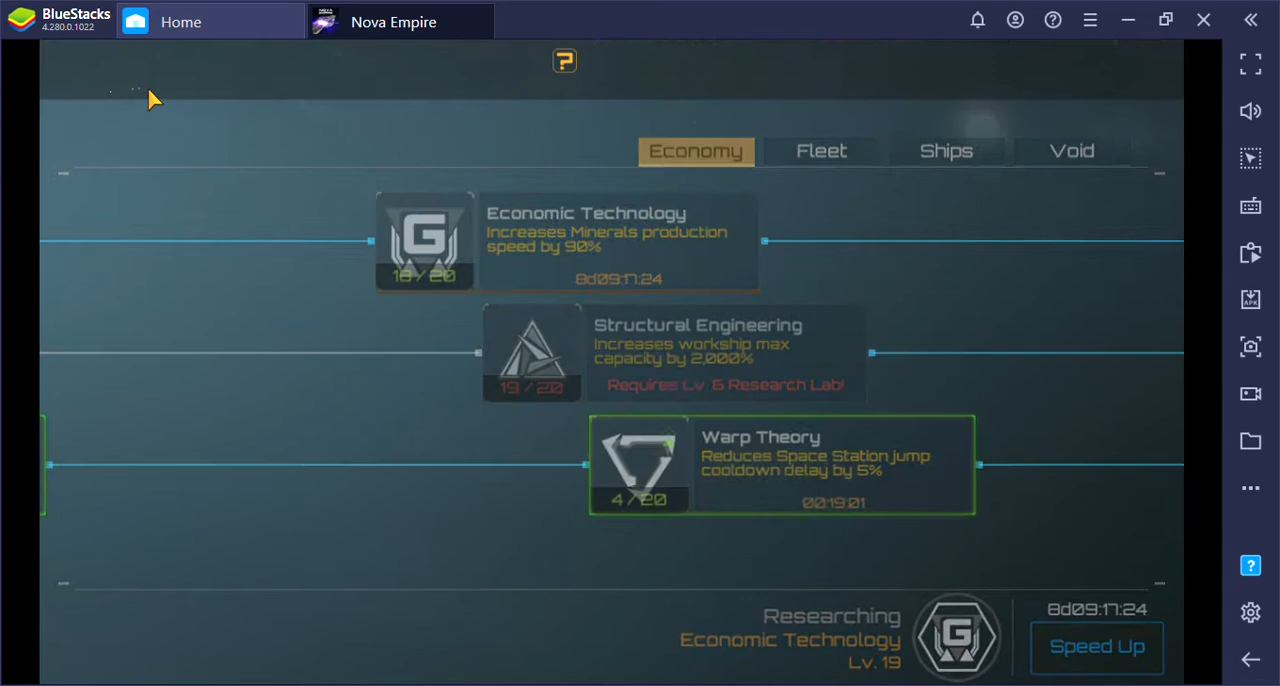 BlueStacks
4.280.0.1022
Home
NOVA
Nova Empire
Economy
Fleet
Ships
Void
G
Economic Technology
Increases Minerals production
speed by 90%
18/20
8d09:17:24
Structural Engineering
Increases workship max
capacity by 2,000%
19/20
Requires Lv. 6 Research Lab!
Warp Theory
Reduces Space Station jump
cooldown delay by 5%
4/20
00:19:01
Researching
Economic Technology
Lv. 19
G
8d09:17:24
Speed Up
APK